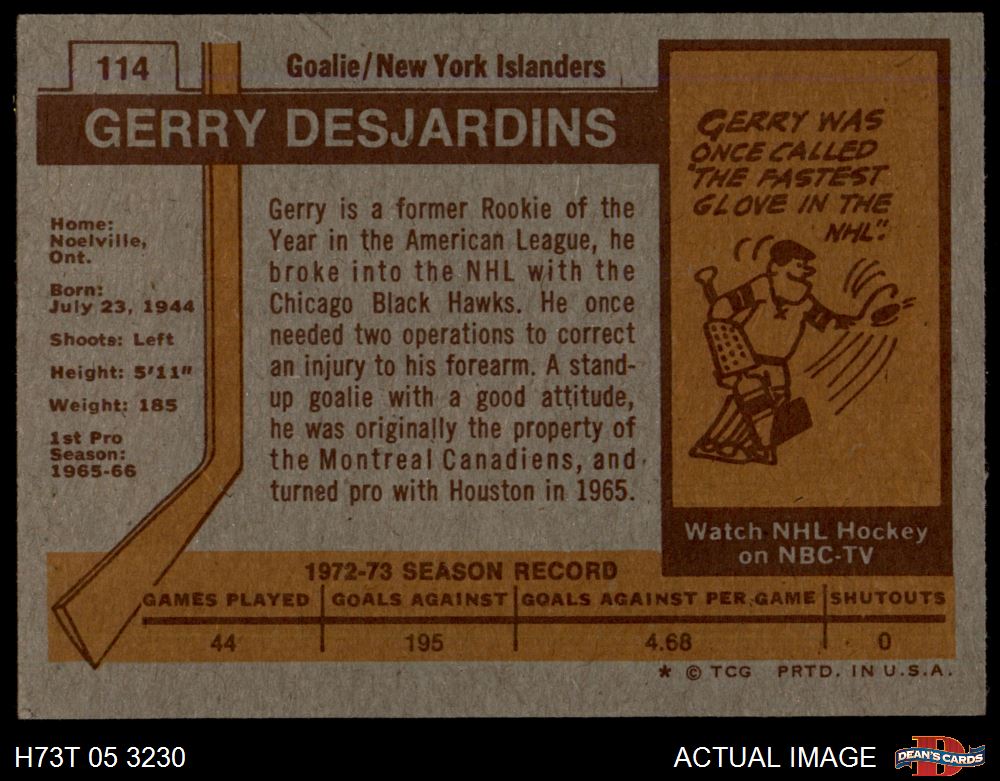 114
Goalie/New York Islanders
GERRY DESJARDINS
Home:
Noelville,
Ont.
Born:
July 23, 1944
Shoots: Left
Height: 5'11"
Weight: 185
1st Pro
Season:
1965-66
Gerry is a former Rookie of the
Year in the American League, he
broke into the NHL with the
Chicago Black Hawks. He once
needed two operations to correct
an injury to his forearm. A stand-
up goalie with a good attitude,
he was originally the property of
the Montreal Canadiens, and
turned pro with Houston in 1965.
GERRY WAS
ONCE CALLED
"THE FASTEST
GLOVE IN THE
NHL".
Watch NHL Hockey
on NBC-TV
1972-73 SEASON RECORD
GAMES PLAYED GOALS AGAINST GOALS AGAINST PER GAME SHUTOUTS
44 195 4.68 0
* © TCG PRTD. IN U.S.A.
H73T 05 3230
ACTUAL IMAGE
D
DEAN'S CARDS